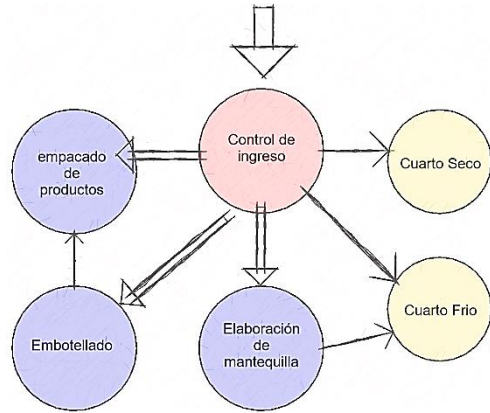 Control de
ingreso
empacado
de
productos
Cuarto Seco
Embotellado
Elaboración
de
mantequilla
Cuarto Frio